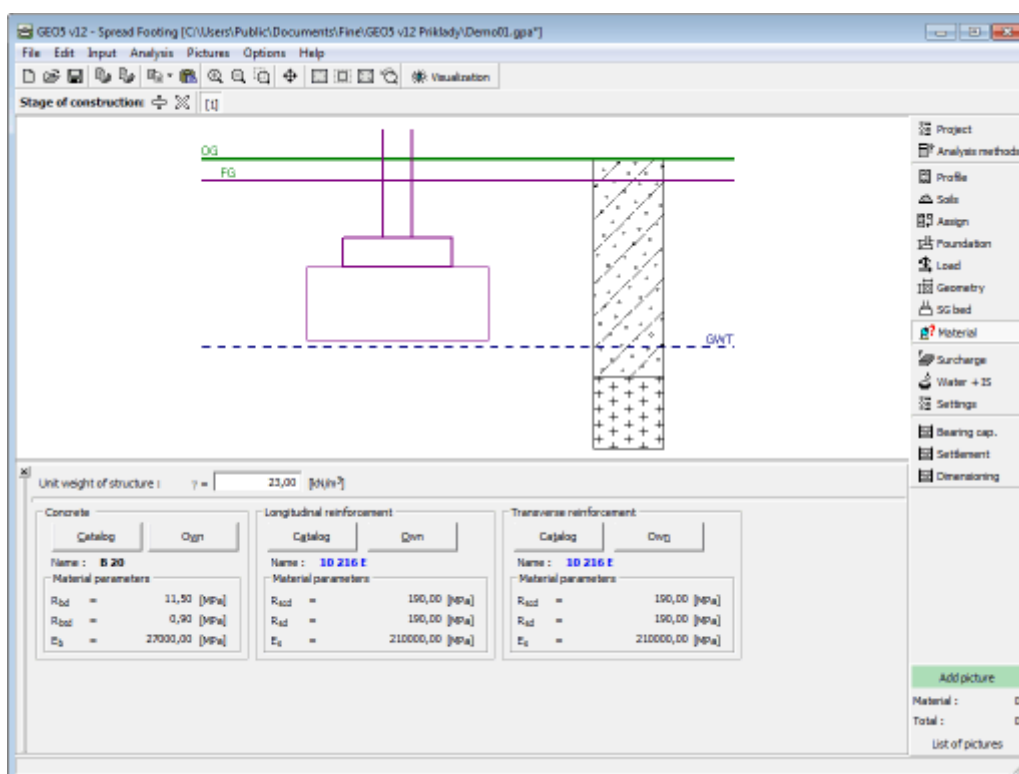 GEO5 v12 - Spread Footing [C:\Users\Public\Documents\Fine\GEO5 v12 Priklady\Demo01.gpa*]
File Edit Input Analysis Pictures Options Help
Visualization
Stage of construction: [1]
OG
FG
GWT
Project
Analysis methods
Profile
Soils
Assign
Foundation
Load
Geometry
SG bed
Material
Surcharge
Water + IS
Settings
Bearing cap.
Settlement
Dimensioning
Add picture
Material : 0
Total : 0
List of pictures
Unit weight of structure : γ = 23,00 [kN/m³]
Concrete
Catalog Own
Name : B 20
Material parameters
Rbd = 11,50 [MPa]
Rbtd = 0,90 [MPa]
Eb = 27000,00 [MPa]
Longitudinal reinforcement
Catalog Own
Name : 10 216 E
Material parameters
Rscd = 190,00 [MPa]
Rsd = 190,00 [MPa]
Es = 210000,00 [MPa]
Transverse reinforcement
Catalog Own
Name : 10 216 E
Material parameters
Rscd = 190,00 [MPa]
Rsd = 190,00 [MPa]
Es = 210000,00 [MPa]